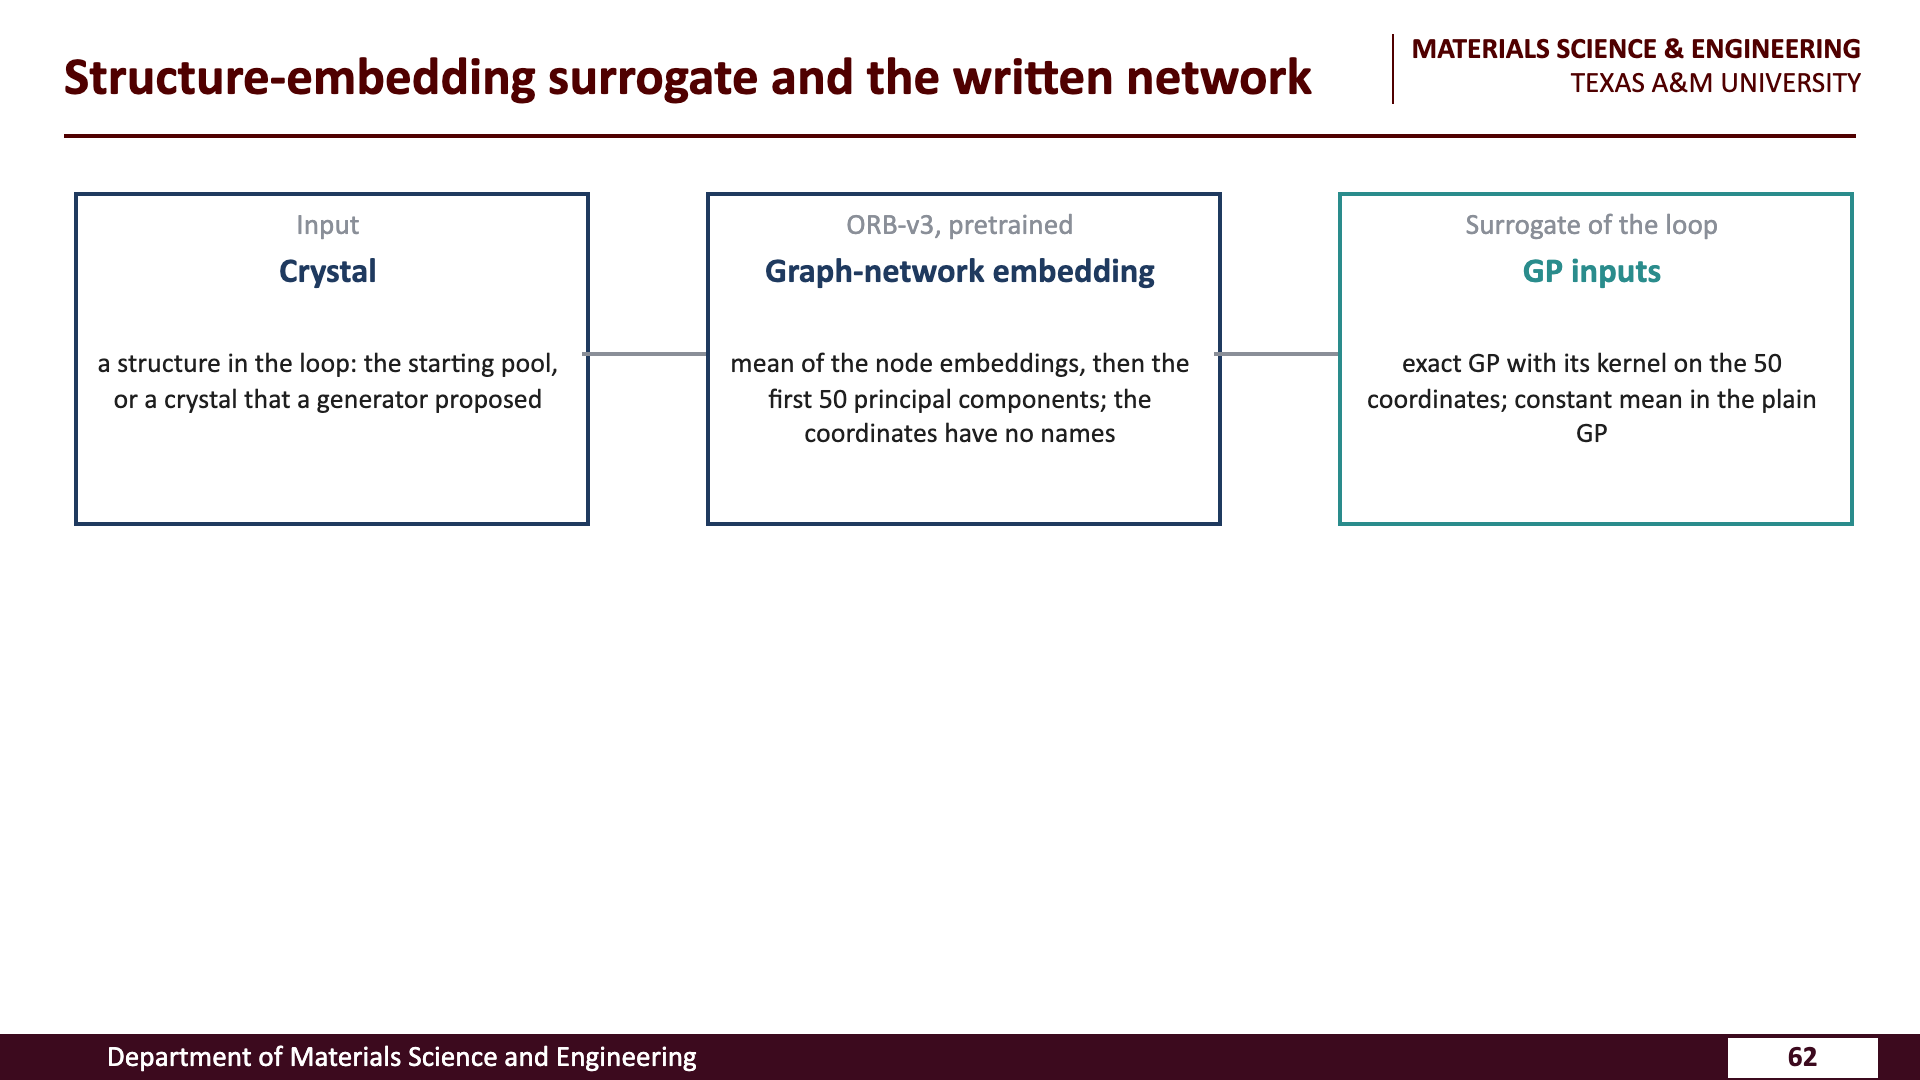 Structure-embedding surrogate and the written network
MATERIALS SCIENCE & ENGINEERING
TEXAS A&M UNIVERSITY
Input
Crystal
a structure in the loop: the starting pool,
or a crystal that a generator proposed
ORB-v3, pretrained
Graph-network embedding
mean of the node embeddings, then the
first 50 principal components; the
coordinates have no names
Surrogate of the loop
GP inputs
exact GP with its kernel on the 50
coordinates; constant mean in the plain
GP
Department of Materials Science and Engineering
62